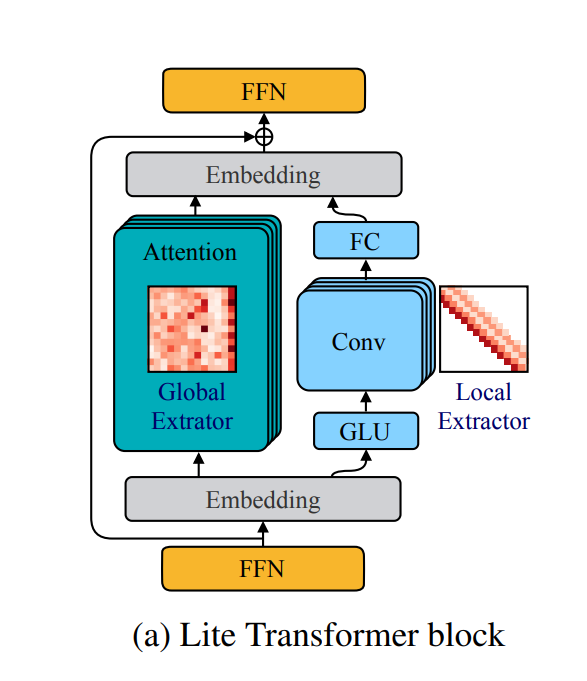 FFN
Embedding
Attention
FC
Conv
Global
Extrator
Local
Extractor
GLU
Embedding
FFN
(a) Lite Transformer block